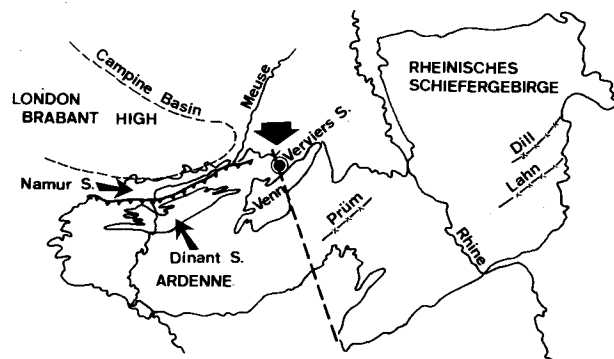 Campine Basin
Meuse
LONDON
BRABANT HIGH
RHEINISCHES
SCHIEFERGEBIRGE
Verviers S.
Dill
Lahn
Namur S.
Venn
Prüm
Dinant S.
ARDENNE
Rhine